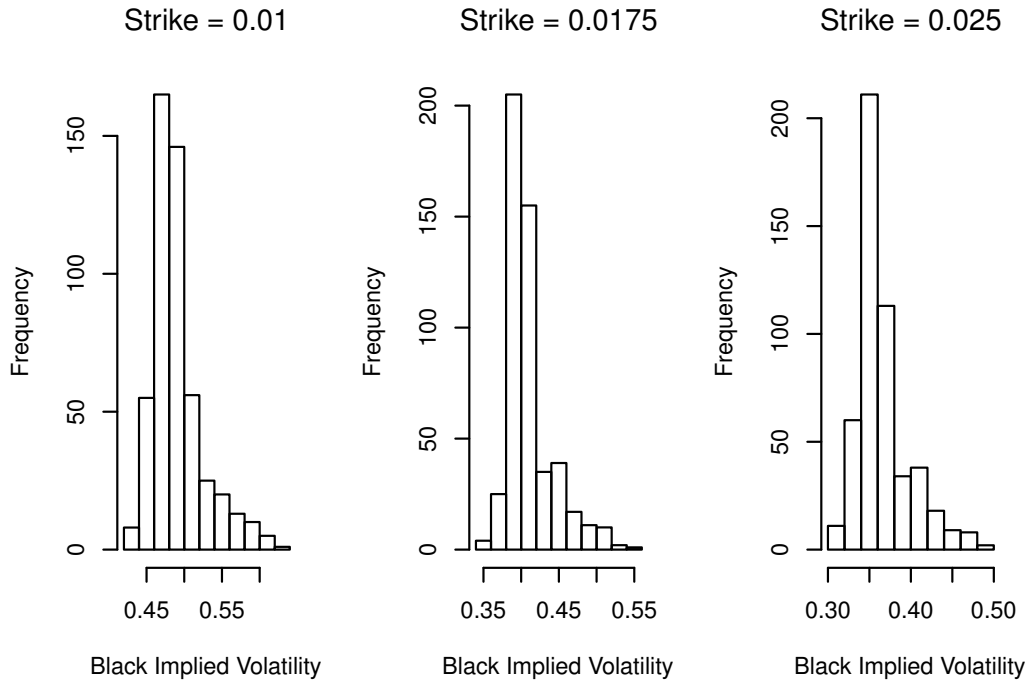 Strike = 0.01
Frequency
150
100
50
0
0.45
0.55
Black Implied Volatility
Strike = 0.0175
Frequency
200
150
100
50
0
0.35
0.45
0.55
Black Implied Volatility
Strike = 0.025
Frequency
200
150
100
50
0
0.30
0.40
0.50
Black Implied Volatility